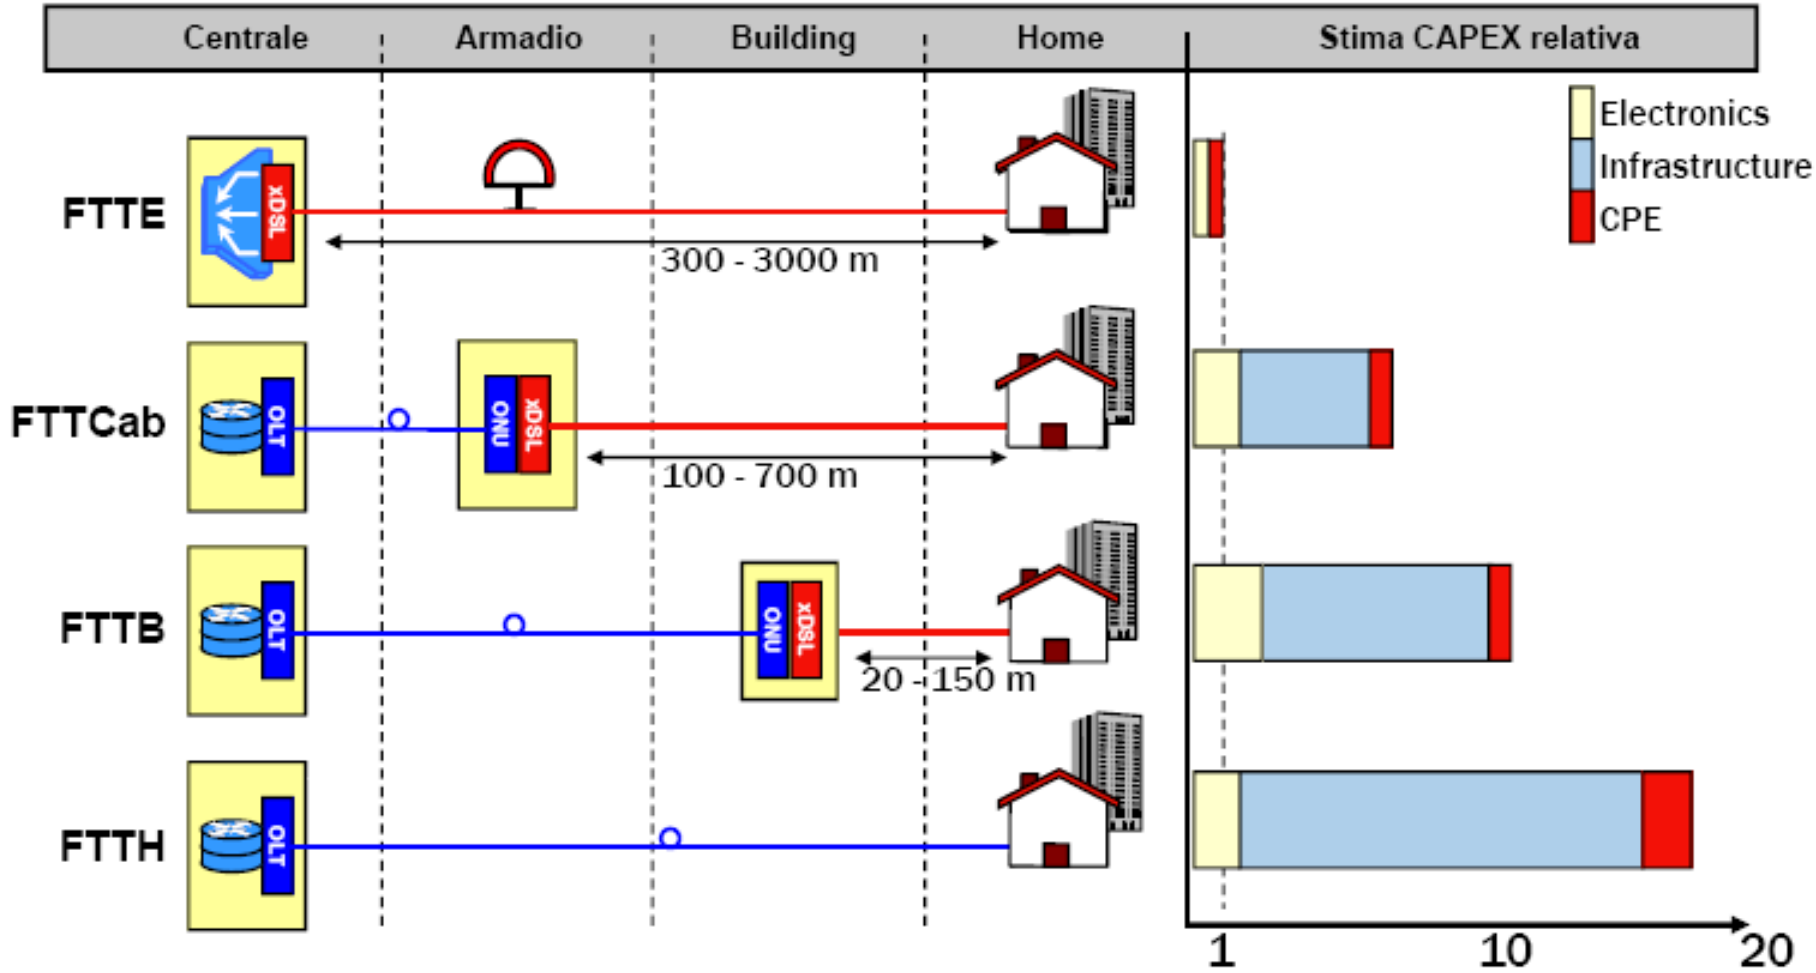 Centrale Armadio Building Home Stima CAPEX relativa
Electronics
Infrastructure
CPE
FTTE
xDSL
300 - 3000 m
FTTCab
OLT
ONU
xDSL
100 - 700 m
FTTB
OLT
ONU
xDSL
20 - 150 m
FTTH
OLT
1 10 20